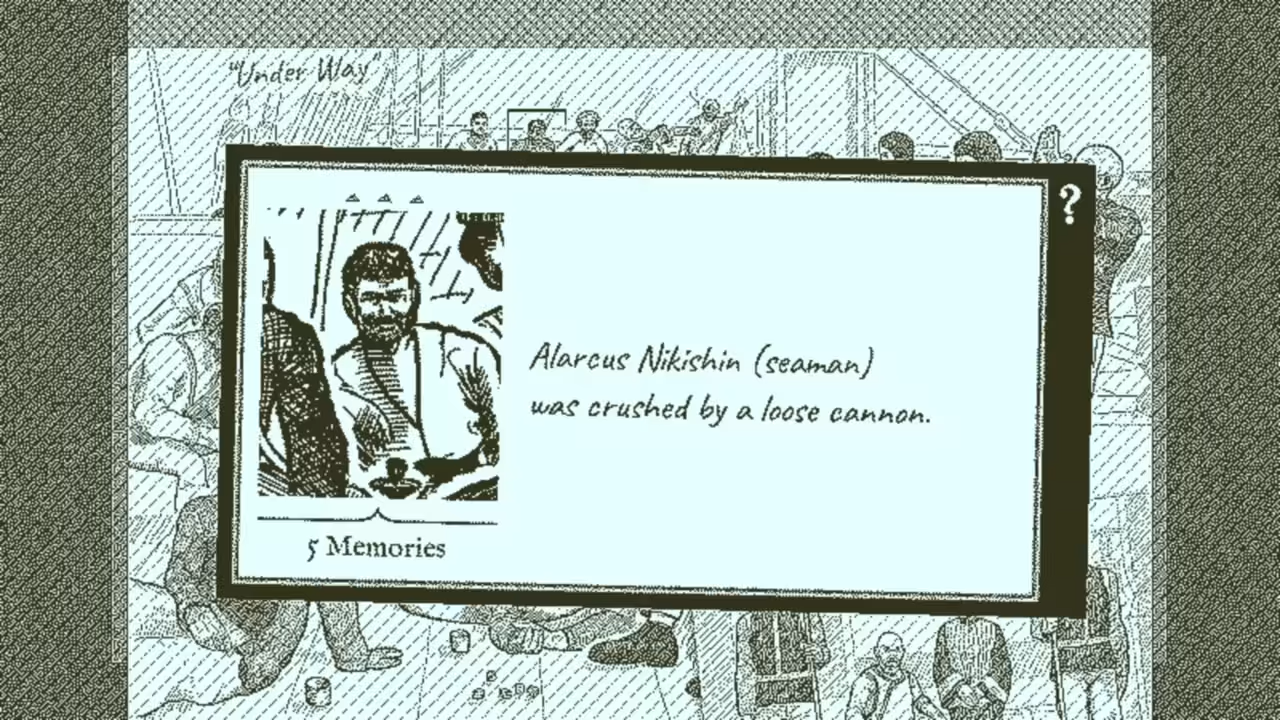 "Under Way"
?
Alarcus Nikishin (seaman)
was crushed by a loose cannon.
5 Memories